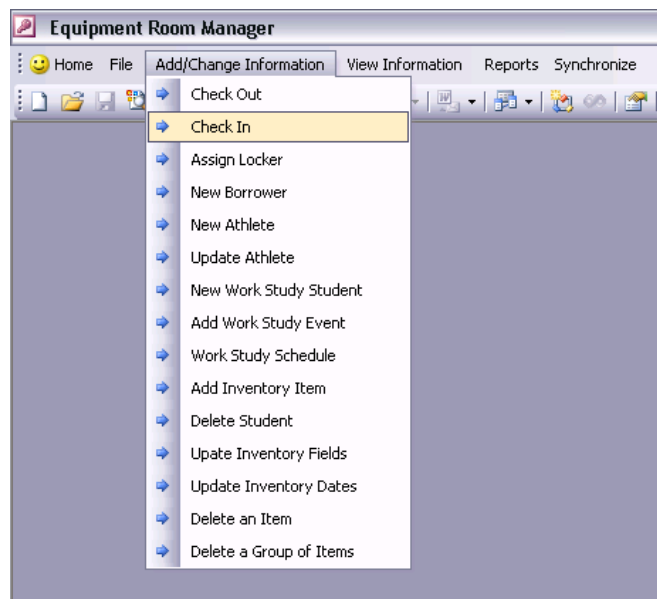 Equipment Room Manager
Home File Add/Change Information View Information Reports Synchronize
Check Out
Check In
Assign Locker
New Borrower
New Athlete
Update Athlete
New Work Study Student
Add Work Study Event
Work Study Schedule
Add Inventory Item
Delete Student
Upate Inventory Fields
Update Inventory Dates
Delete an Item
Delete a Group of Items